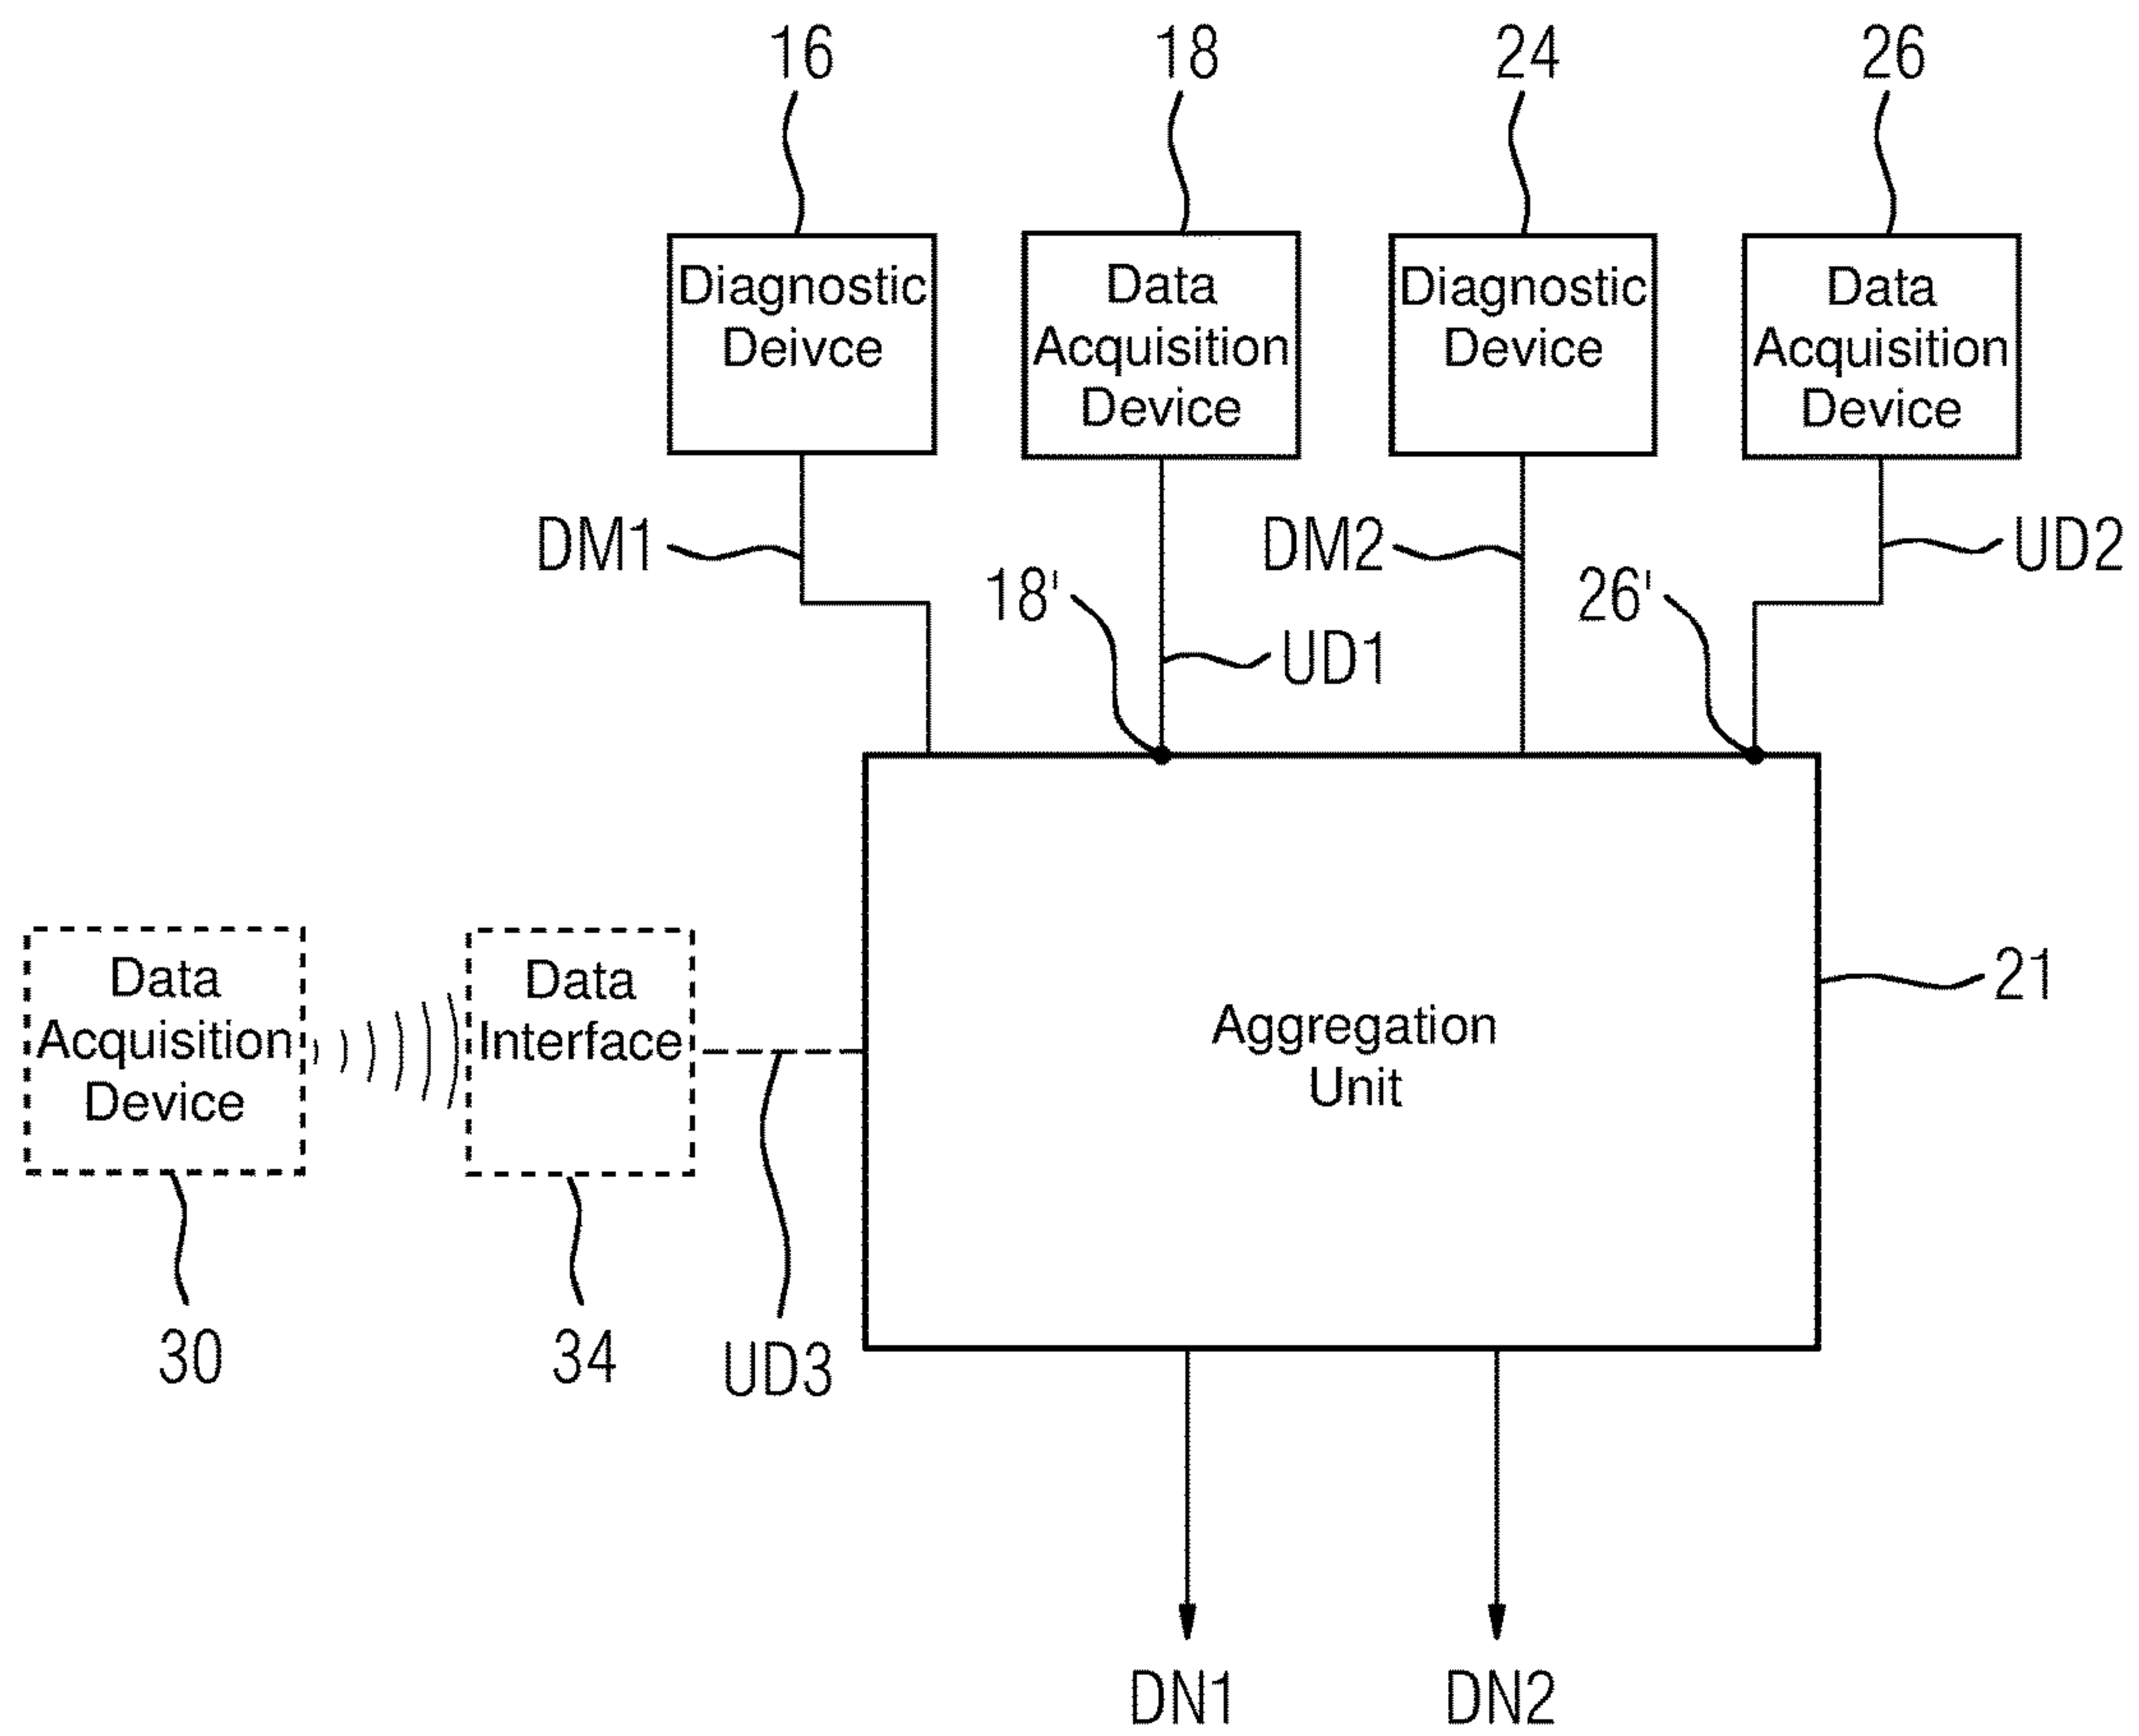 16
18
24
26
Diagnostic
Deivce
Data
Acquisition
Device
Diagnostic
Device
Data
Acquisition
Device
DM1
18'
UD1
DM2
26'
UD2
Data
Acquisition
Device
Data
Interface
Aggregation
Unit
21
30
34
UD3
DN1
DN2